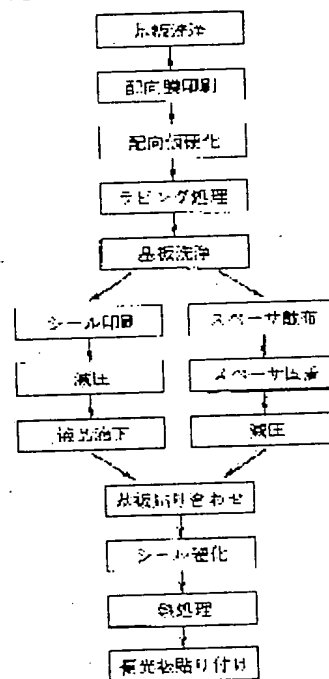 基板洗浄
配向膜印刷
配向膜硬化
ラビング処理
基板洗浄
シール印刷
スペーサ散布
減圧
スペーサ固着
液晶滴下
減圧
基板貼り合わせ
シール硬化
熱処理
偏光板貼り付け